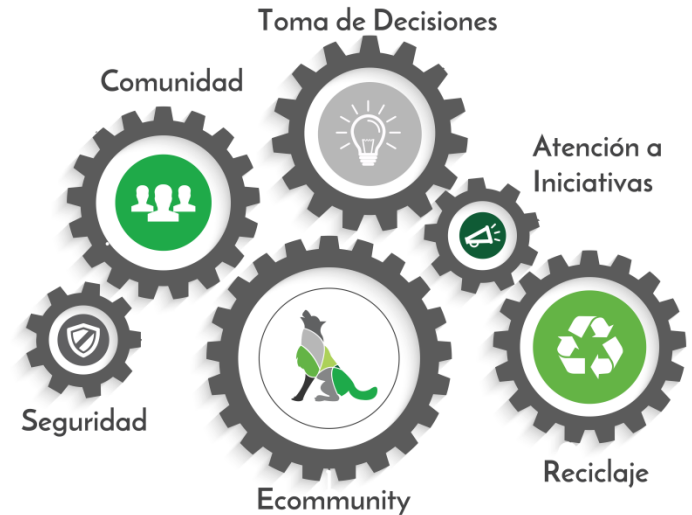 Toma de Decisiones
Comunidad
Atención a
Iniciativas
Seguridad
Reciclaje
Ecommunity